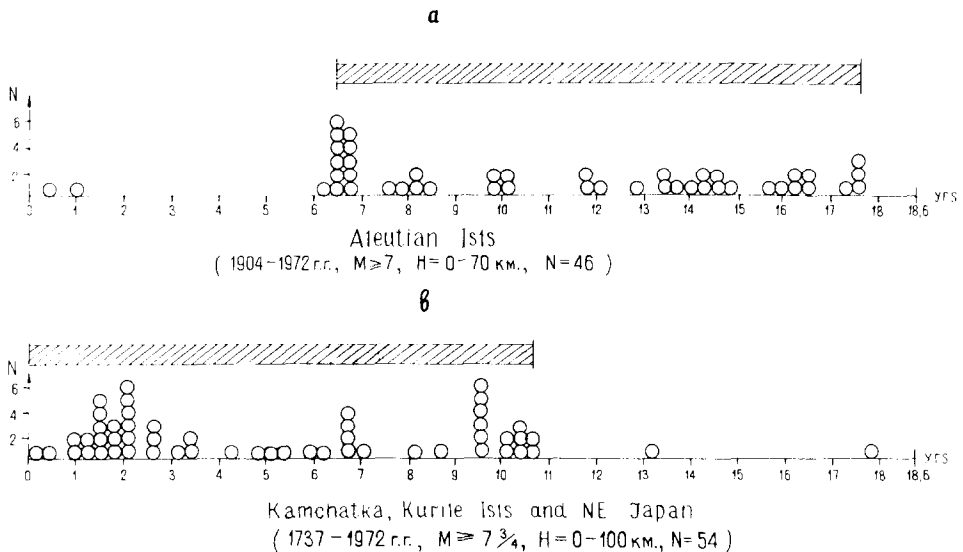 a
N
6
4
2
0 1 2 3 4 5 6 7 8 9 10 11 12 13 14 15 16 17 18 18,6 yrs
Aleutian Isls
( 1904-1972 г.г., M⩾7, H=0-70 км., N=46 )
в
N
6
4
2
0 1 2 3 4 5 6 7 8 9 10 11 12 13 14 15 16 17 18 18,6 yrs
Kamchatka, Kurile Isls and NE Japan
( 1737-1972 г.г., M⩾ 7 3/4, H=0-100 км., N=54 )